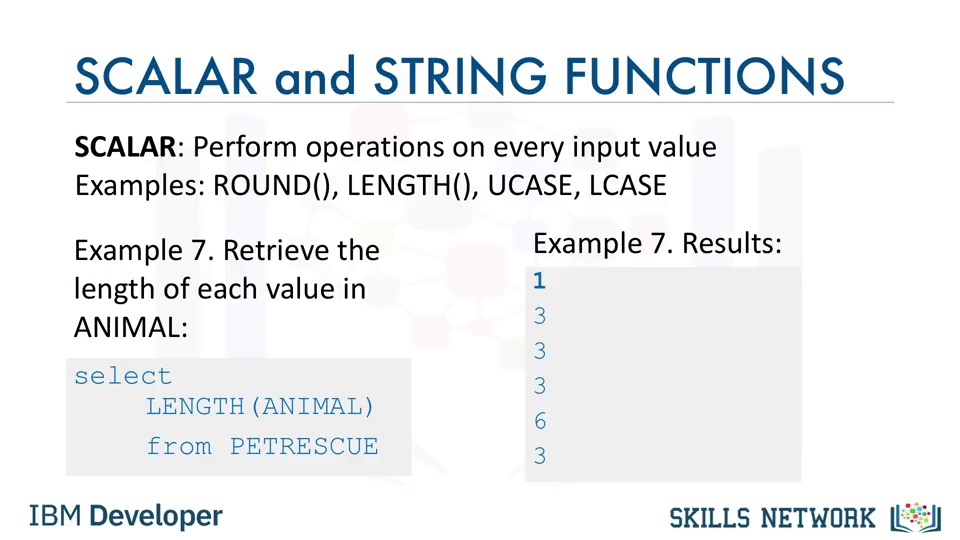 SCALAR and STRING FUNCTIONS
SCALAR: Perform operations on every input value
Examples: ROUND(), LENGTH(), UCASE, LCASE
Example 7. Retrieve the
length of each value in
ANIMAL:
select
LENGTH(ANIMAL)
from PETRESCUE
Example 7. Results:
1
3
3
3
6
3
IBM Developer
SKILLS NETWORK